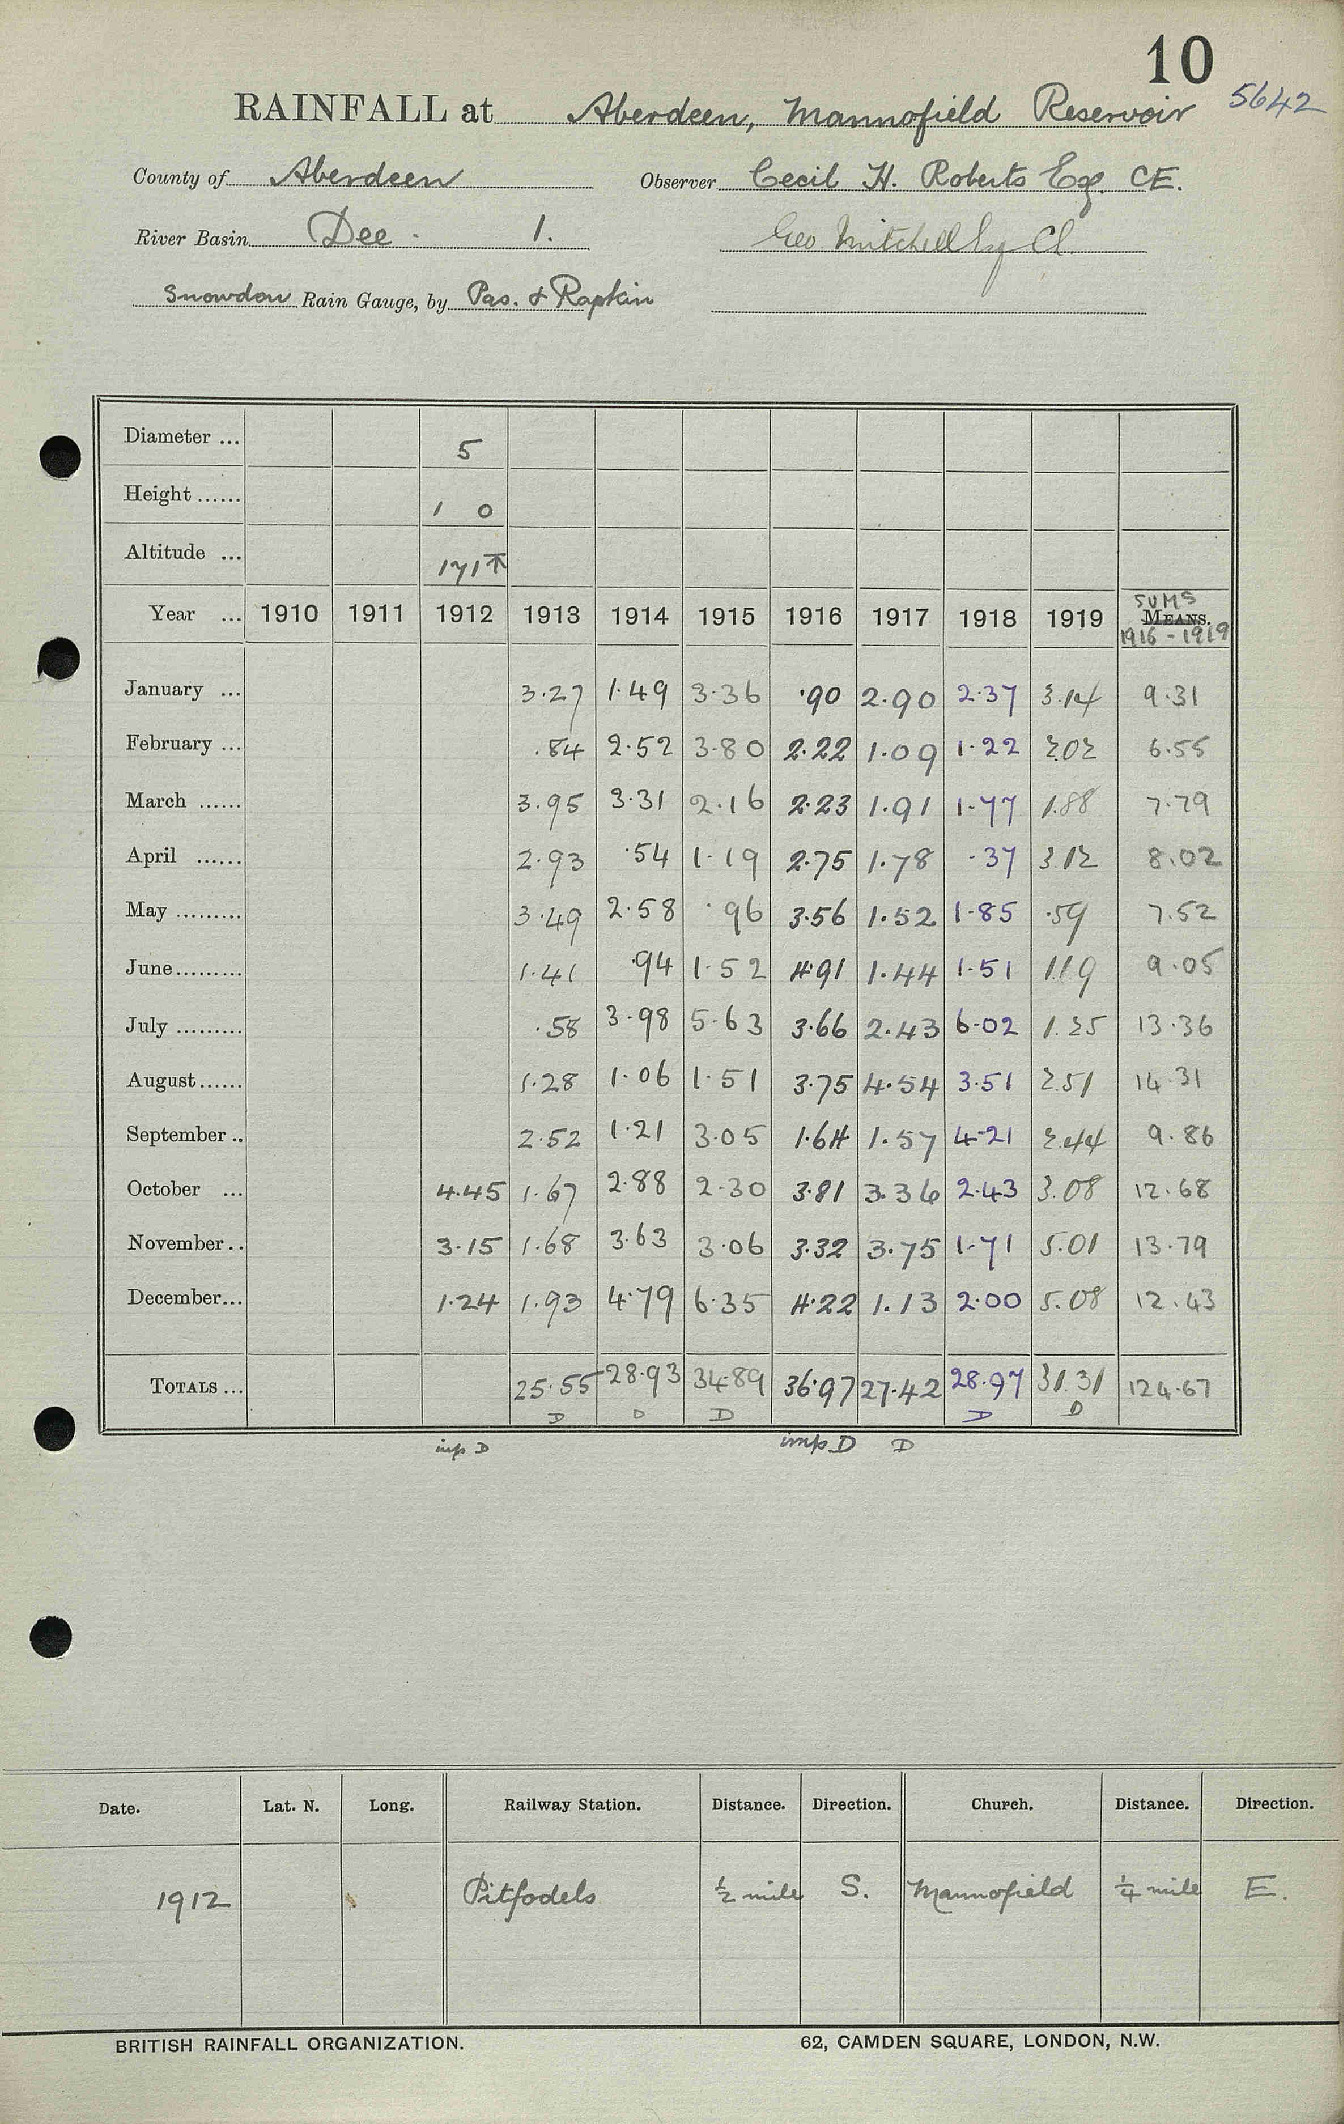 10
RAINFALL at Aberdeen, Mannofield Reservoir 5642
County of Aberdeen Observer Cecil H. Roberts Esq. CE.
River Basin Dee. 1. Geo Mitchell Esq CE
Snowdon Rain Gauge, by Pas. & Rapkin
Diameter ... 5
Height ...... 1 0
Altitude ... 171 T
Year ... 1910 1911 1912 1913 1914 1915 1916 1917 1918 1919 SUMS MEANS. 1916-1919
January ... 3.27 1.49 3.36 .90 2.90 2.37 3.14 9.31
February ... .84 2.52 3.80 2.22 1.09 1.22 2.02 6.55
March ...... 3.95 3.31 2.16 2.23 1.91 1.77 1.88 7.79
April ...... 2.93 .54 1.19 2.75 1.78 .37 3.12 8.02
May ......... 3.49 2.58 .96 3.56 1.52 1.85 .59 7.52
June......... 1.41 .94 1.52 4.91 1.44 1.51 1.19 9.05
July ......... .58 3.98 5.63 3.66 2.43 6.02 1.25 13.36
August...... 1.28 1.06 1.51 3.75 4.54 3.51 2.51 14.31
September .. 2.52 1.21 3.05 1.64 1.57 4.21 2.44 9.86
October ... 4.45 1.67 2.88 2.30 3.81 3.36 2.43 3.08 12.68
November .. 3.15 1.68 3.63 3.06 3.32 3.75 1.71 5.01 13.79
December... 1.24 1.93 4.79 6.35 4.22 1.13 2.00 5.08 12.43
TOTALS ... 25.55 28.93 34.89 36.97 27.42 28.97 31.31 124.67
D D D D D
imp D imp D D
Date. Lat. N. Long. Railway Station. Distance. Direction. Church. Distance. Direction.
1912 Pitfodels ½ mile S. Mannofield ¼ mile E.
BRITISH RAINFALL ORGANIZATION. 62, CAMDEN SQUARE, LONDON, N.W.